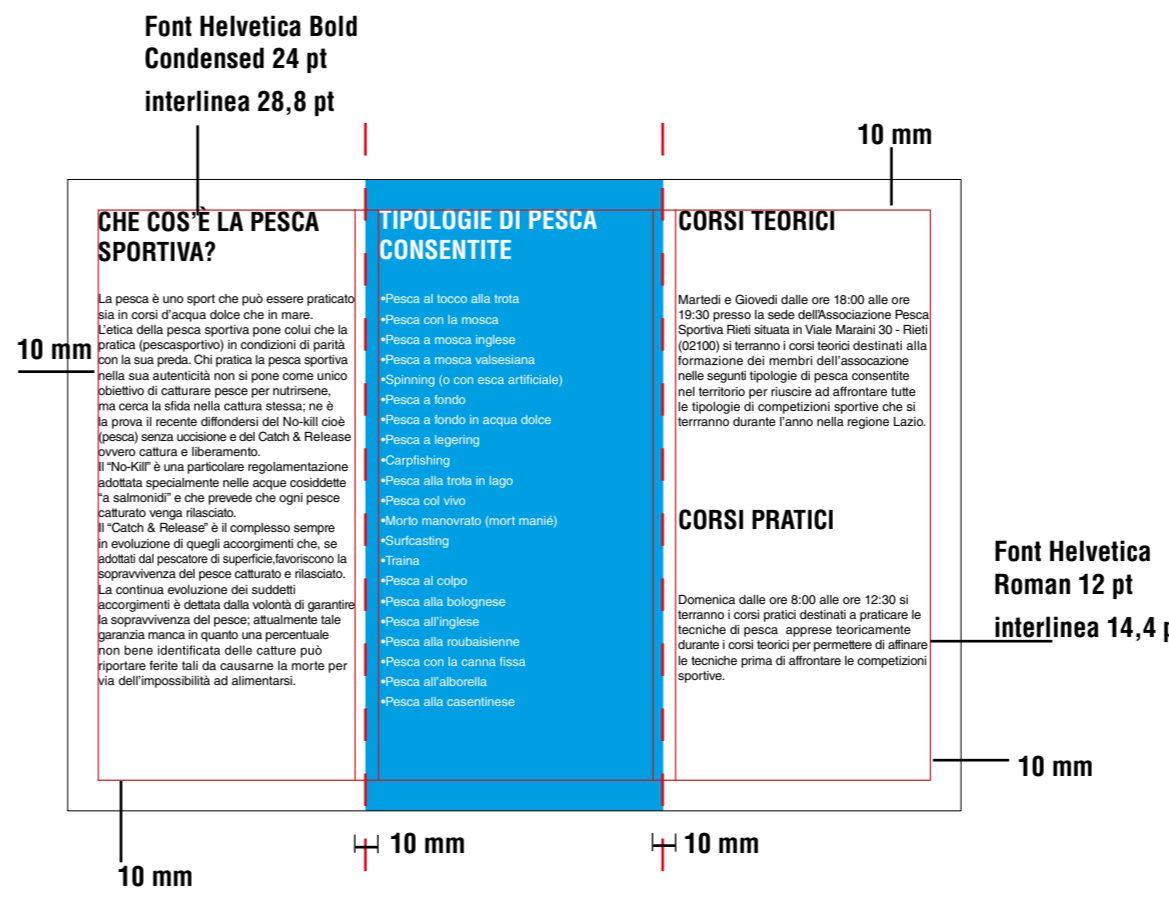 Font Helvetica Bold
Condensed 24 pt
interlinea 28,8 pt
10 mm
10 mm
CHE COS’È LA PESCA
SPORTIVA?
La pesca è uno sport che può essere praticato
sia in corsi d’acqua dolce che in mare.
L’etica della pesca sportiva pone colui che la
pratica (pescasportivo) in condizioni di parità
con la sua preda. Chi pratica la pesca sportiva
nella sua autenticità non si pone come unico
obiettivo di catturare pesce per nutrirsene,
ma cerca la sfida nella cattura stessa; ne è
la prova il recente diffondersi del No-kill cioè
(pesca) senza uccisione e del Catch & Release
ovvero cattura e liberamento.
Il “No-Kill” è una particolare regolamentazione
adottata specialmente nelle acque cosiddette
“a salmonidi” e che prevede che ogni pesce
catturato venga rilasciato.
Il “Catch & Release” è il complesso sempre
in evoluzione di quegli accorgimenti che, se
adottati dal pescatore di superficie,favoriscono la
sopravvivenza del pesce catturato e rilasciato.
La continua evoluzione dei suddetti
accorgimenti è dettata dalla volontà di garantire
la sopravvivenza del pesce; attualmente tale
garanzia manca in quanto una percentuale
non bene identificata delle catture può
riportare ferite tali da causarne la morte per
via dell’impossibilità ad alimentarsi.
TIPOLOGIE DI PESCA
CONSENTITE
•Pesca al tocco alla trota
•Pesca con la mosca
•Pesca a mosca inglese
•Pesca a mosca valsesiana
•Spinning (o con esca artificiale)
•Pesca a fondo
•Pesca a fondo in acqua dolce
•Pesca a legering
•Carpfishing
•Pesca alla trota in lago
•Pesca col vivo
•Morto manovrato (mort manié)
•Surfcasting
•Traina
•Pesca al colpo
•Pesca alla bolognese
•Pesca all’inglese
•Pesca alla roubaisienne
•Pesca con la canna fissa
•Pesca all’alborella
•Pesca alla casentinese
CORSI TEORICI
Martedi e Giovedi dalle ore 18:00 alle ore
19:30 presso la sede dell’Associazione Pesca
Sportiva Rieti situata in Viale Maraini 30 - Rieti
(02100) si terranno i corsi teorici destinati alla
formazione dei membri dell’assocazione
nelle segunti tipologie di pesca consentite
nel territorio per riuscire ad affrontare tutte
le tipologie di competizioni sportive che si
terrranno durante l’anno nella regione Lazio.
CORSI PRATICI
Domenica dalle ore 8:00 alle ore 12:30 si
terranno i corsi pratici destinati a praticare le
tecniche di pesca apprese teoricamente
durante i corsi teorici per permettere di affinare
le tecniche prima di affrontare le competizioni
sportive.
Font Helvetica
Roman 12 pt
interlinea 14,4 p
10 mm
10 mm
10 mm
10 mm